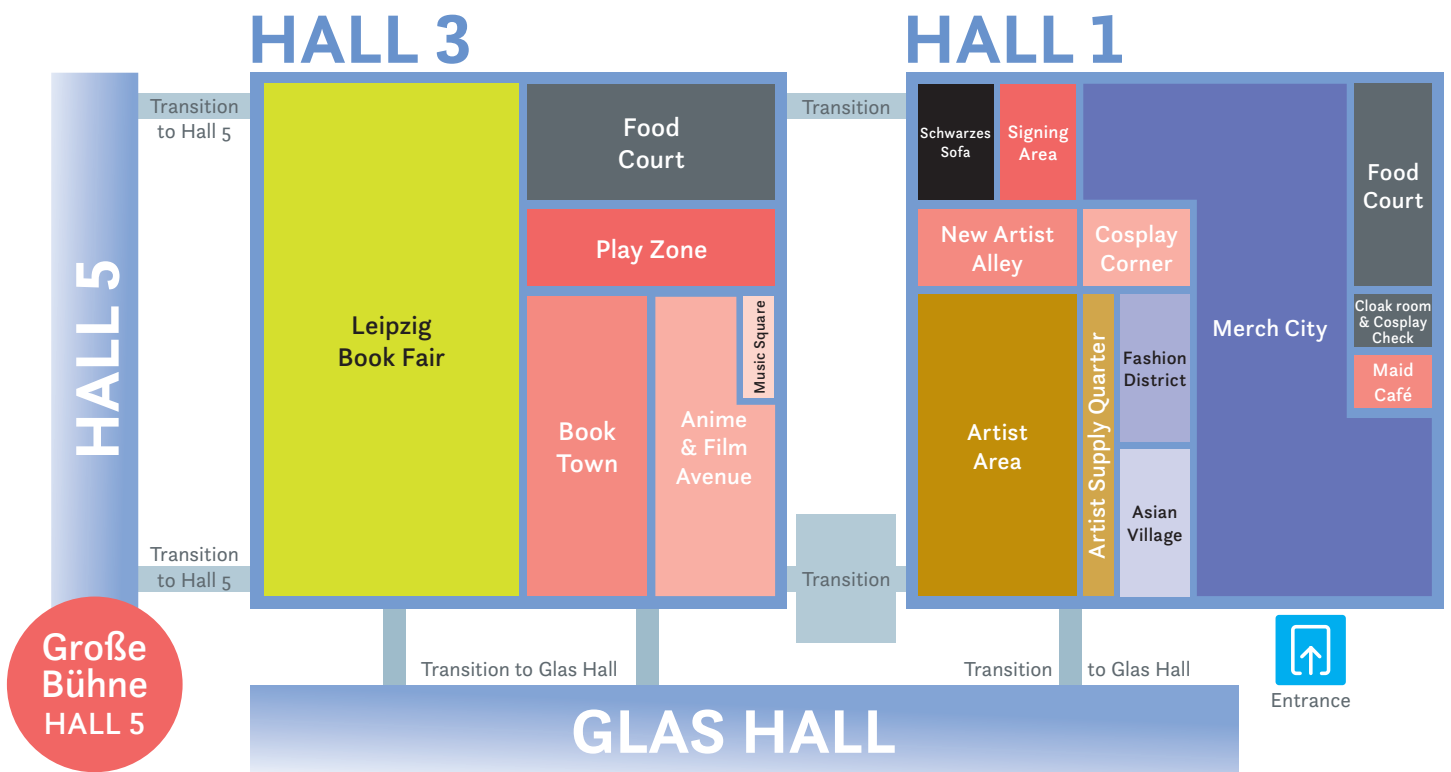 HALL 3
HALL 1
Transition
to Hall 5
Food
Court
Transition
Schwarzes
Sofa
Signing
Area
Food
Court
Play Zone
New Artist
Alley
Cosplay
Corner
HALL 5
Leipzig
Book Fair
Music Square
Merch City
Cloak room
& Cosplay
Check
Maid
Café
Fashion
District
Artist Supply Quarter
Book
Town
Anime
& Film
Avenue
Artist
Area
Asian
Village
Transition
to Hall 5
Transition
Große
Bühne
HALL 5
Transition to Glas Hall
Transition to Glas Hall
Entrance
GLAS HALL